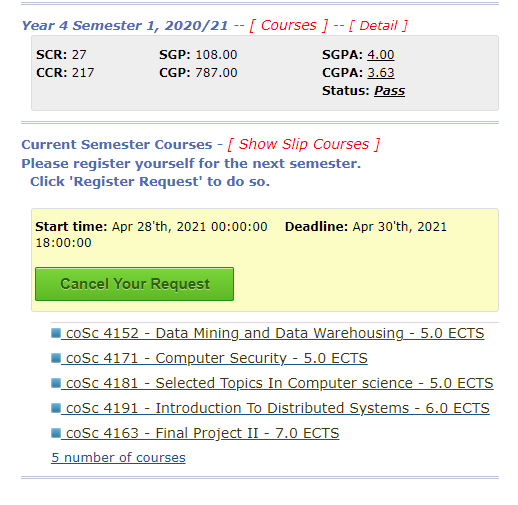 Year 4 Semester 1, 2020/21 -- [ Courses ] -- [ Detail ]
SCR: 27 SGP: 108.00 SGPA: 4.00
CCR: 217 CGP: 787.00 CGPA: 3.63
Status: Pass
Current Semester Courses - [ Show Slip Courses ]
Please register yourself for the next semester.
Click 'Register Request' to do so.
Start time: Apr 28'th, 2021 00:00:00 Deadline: Apr 30'th, 2021
18:00:00
Cancel Your Request
coSc 4152 - Data Mining and Data Warehousing - 5.0 ECTS
coSc 4171 - Computer Security - 5.0 ECTS
coSc 4181 - Selected Topics In Computer science - 5.0 ECTS
coSc 4191 - Introduction To Distributed Systems - 6.0 ECTS
coSc 4163 - Final Project II - 7.0 ECTS
5 number of courses